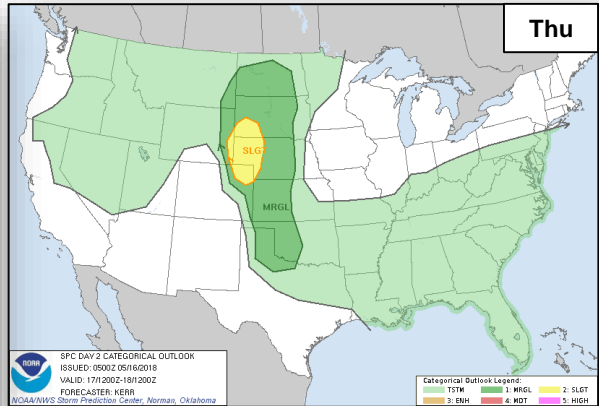 Thu
SLGT
MRGL
NOAA
SPC DAY 2 CATEGORICAL OUTLOOK
ISSUED: 0500Z 05/16/2018
VALID: 17/1200Z-18/1200Z
FORECASTER: KERR
NOAA/NWS Storm Prediction Center, Norman, Oklahoma
Categorical Outlook Legend:
TSTM 1: MRGL 2: SLGT
3: ENH 4: MDT 5: HIGH